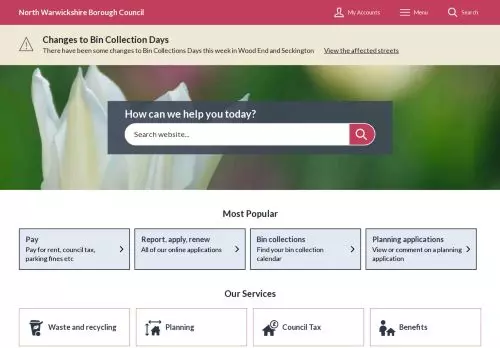 North Warwickshire Borough Council
My Accounts
Menu
Search
Changes to Bin Collection Days
There have been some changes to Bin Collections Days this week in Wood End and Seckington View the affected streets
How can we help you today?
Search website...
Most Popular
Pay
Pay for rent, council tax,
parking fines etc
Report, apply, renew
All of our online applications
Bin collections
Find your bin collection
calendar
Planning applications
View or comment on a planning
application
Our Services
Waste and recycling
Planning
Council Tax
Benefits